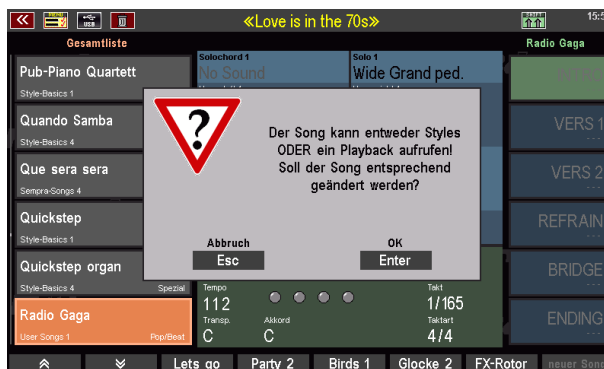 USB
«Love is in the 70s»
15:5
Gesamtliste
Radio Gaga
Pub-Piano Quartett
Style-Basics 1
Quando Samba
Style-Basics 4
Que sera sera
Sempra-Songs 4
Quickstep
Style-Basics 1
Quickstep organ
Style-Basics 4
Spezial
Radio Gaga
User Songs 1
Pop/Beat
Solochord 1
No Sound
Solo 1
Wide Grand ped.
Der Song kann entweder Styles
ODER ein Playback aufrufen!
Soll der Song entsprechend
geändert werden?
Abbruch
Esc
OK
Enter
Tempo
112
Takt
1/165
Transp.
C
Akkord
C
Taktart
4/4
INTRO
VERS 1
VERS 2
REFRAIN
BRIDGE
ENDING
Lets go
Party 2
Birds 1
Glocke 2
FX-Rotor
neuer Song